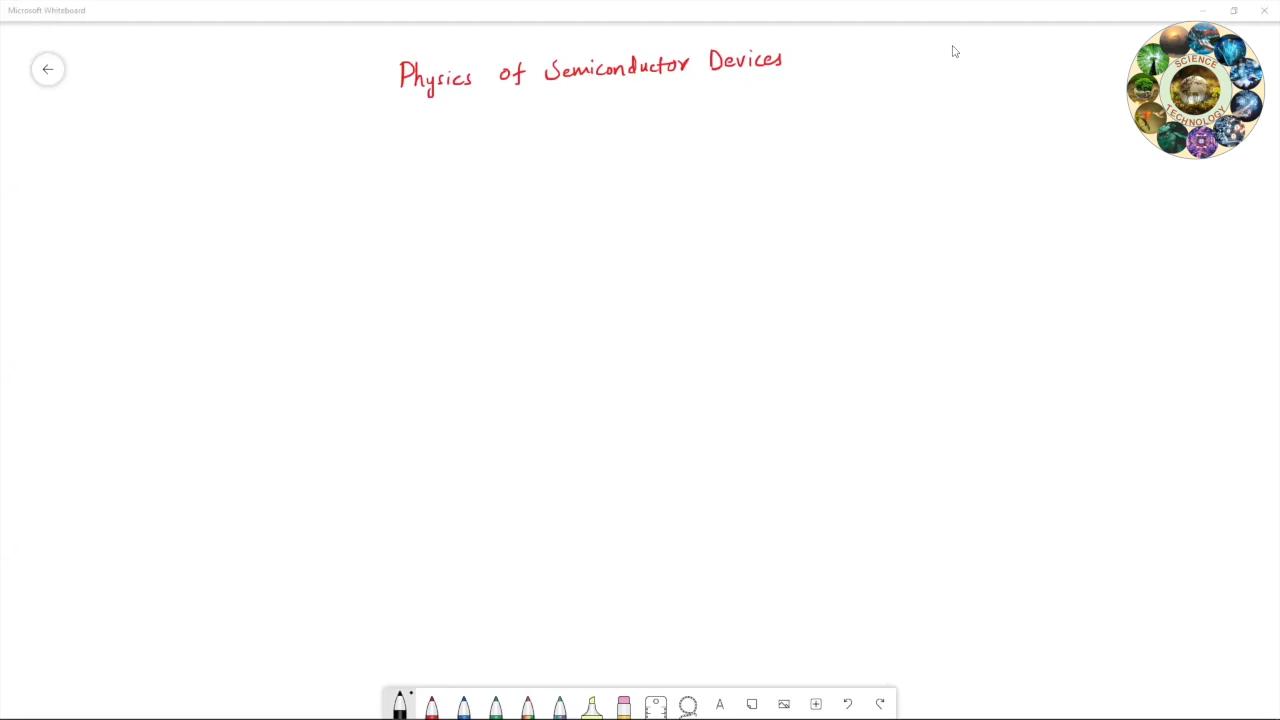 Microsoft Whiteboard
Physics of Semiconductor Devices
SCIENCE
TECHNOLOGY
A